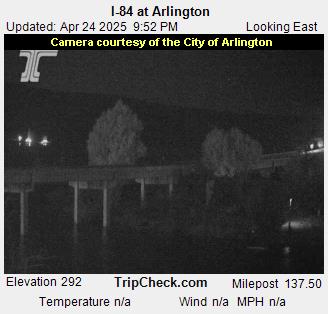 I-84 at Arlington
Updated: Apr 24 2025 9:52 PM Looking East
Camera courtesy of the City of Arlington
Elevation 292 TripCheck.com Milepost 137.50
Temperature n/a Wind n/a MPH n/a